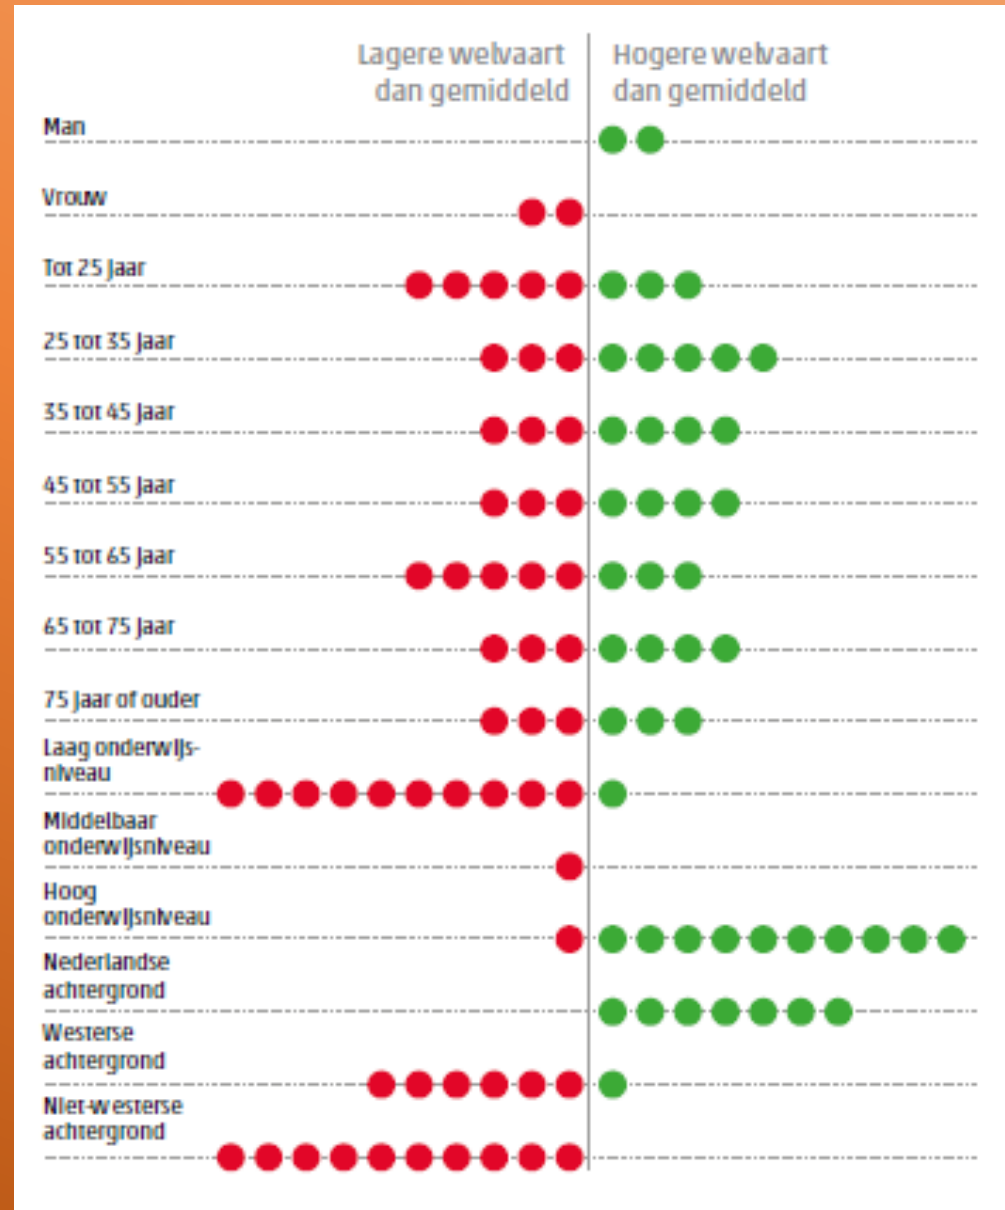 Lagere welvaart
dan gemiddeld
Hogere welvaart
dan gemiddeld
Man
Vrouw
Tot 25 jaar
25 tot 35 jaar
35 tot 45 jaar
45 tot 55 jaar
55 tot 65 jaar
65 tot 75 jaar
75 jaar of ouder
Laag onderwijs-
niveau
Middelbaar
onderwijsniveau
Hoog
onderwijsniveau
Nederlandse
achtergrond
Westerse
achtergrond
Niet-westerse
achtergrond